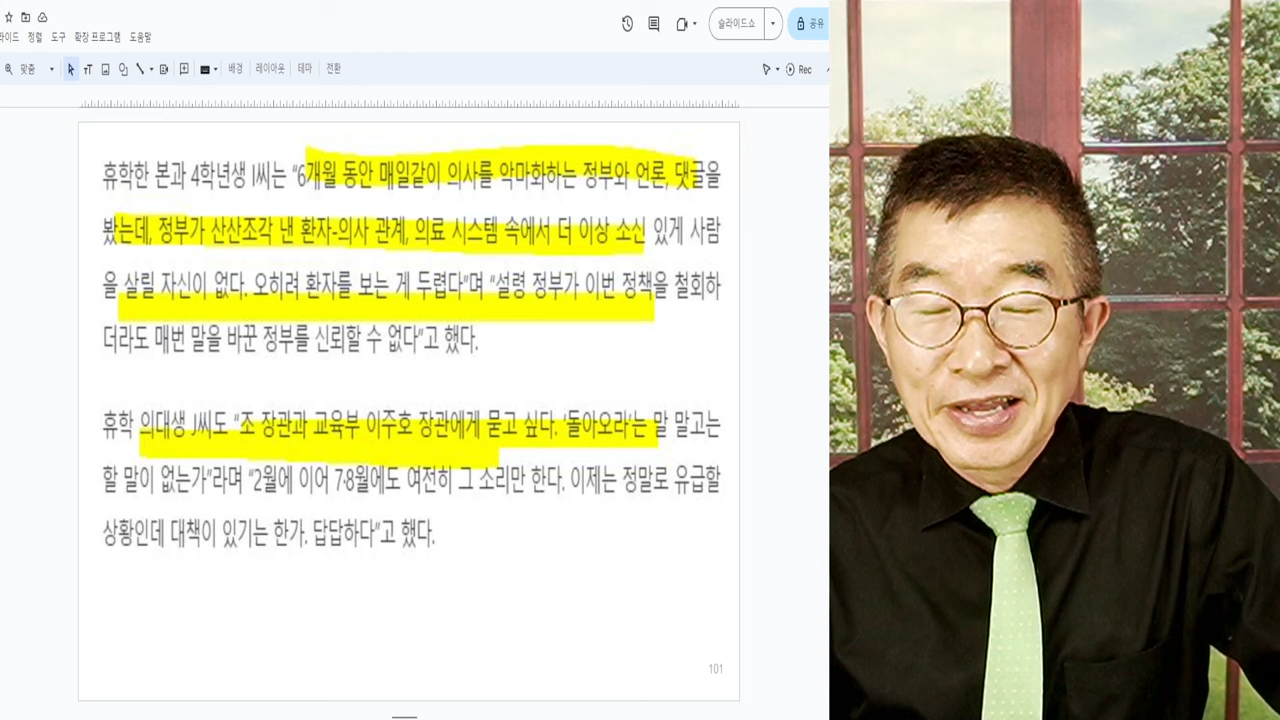 라이드 정렬 도구 확장 프로그램 도움말
슬라이드쇼
공유
맞춤
배경 레이아웃 테마 전환
Rec
휴학한 본과 4학년생 I씨는 “6개월 동안 매일같이 의사를 악마화하는 정부와 언론, 댓글을
봤는데, 정부가 산산조각 낸 환자-의사 관계, 의료 시스템 속에서 더 이상 소신 있게 사람
을 살릴 자신이 없다. 오히려 환자를 보는 게 두렵다”며 “설령 정부가 이번 정책을 철회하
더라도 매번 말을 바꾼 정부를 신뢰할 수 없다”고 했다.
휴학 의대생 J씨도 “조 장관과 교육부 이주호 장관에게 묻고 싶다. ‘돌아오라’는 말 말고는
할 말이 없는가”라며 “2월에 이어 7·8월에도 여전히 그 소리만 한다. 이제는 정말로 유급할
상황인데 대책이 있기는 한가. 답답하다”고 했다.
101